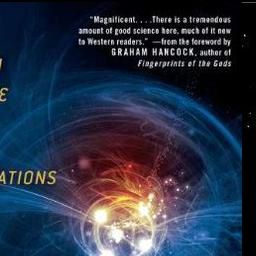 "Magnificent. . . .There is a tremendous
amount of good science here, much of it new
to Western readers." —from the foreword by
GRAHAM HANCOCK, author of
Fingerprints of the Gods
ATIONS